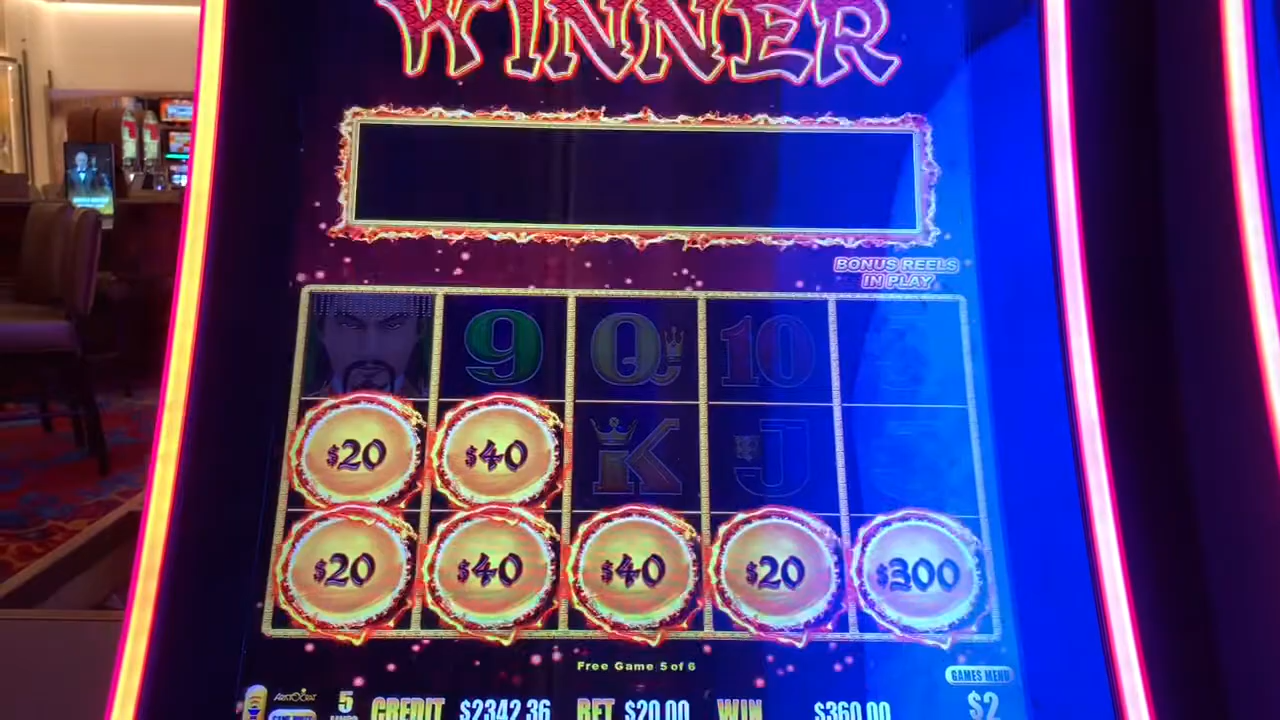 WINNER
BONUS REELS
IN PLAY
9 Q 10
$20 $40 K J
$20 $40 $40 $20 $300
Free Game 5 of 6
GAMES MENU
ARISTOCRAT 5 CREDIT $2342.36 BET $20.00 WIN $360.00 $2